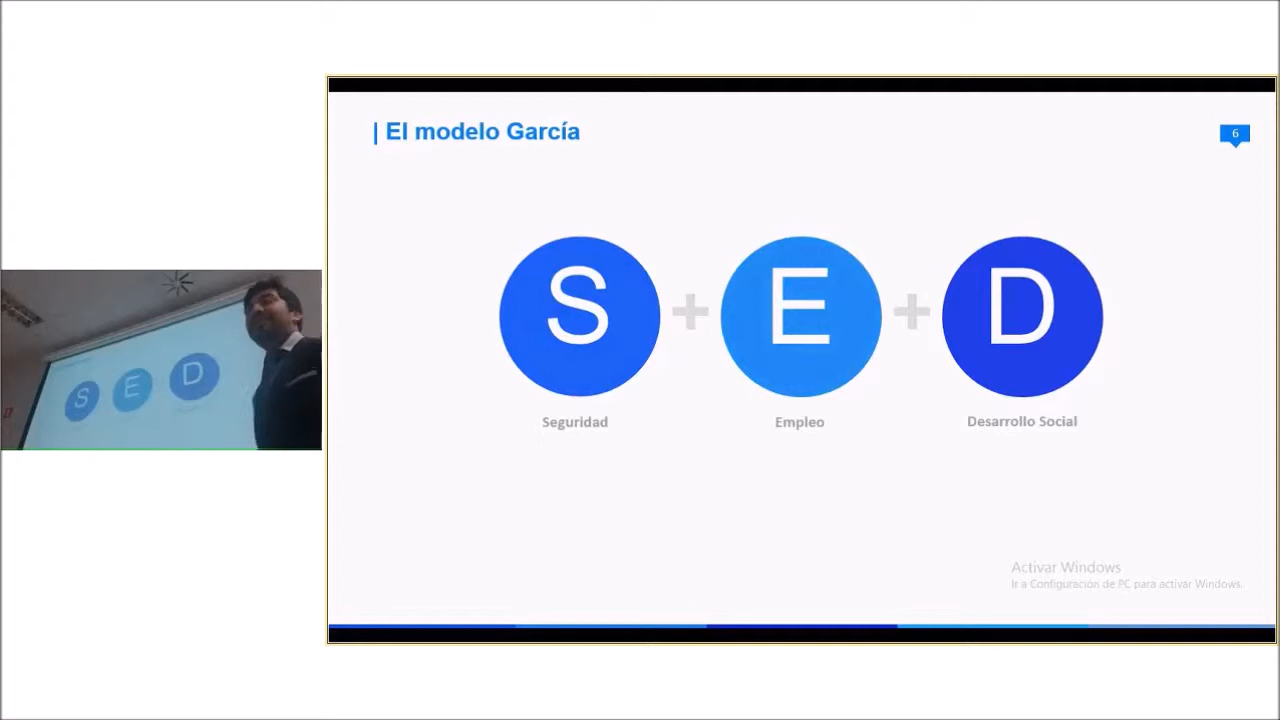 | El modelo García
6
S + E + D
Seguridad Empleo Desarrollo Social
Activar Windows
Ir a Configuración de PC para activar Windows.
S E D